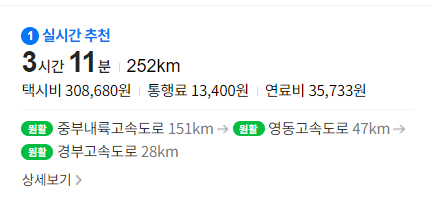 1 실시간 추천
3시간 11분 252km
택시비 308,680원 통행료 13,400원 연료비 35,733원
원활 중부내륙고속도로 151km → 원활 영동고속도로 47km →
원활 경부고속도로 28km
상세보기 >